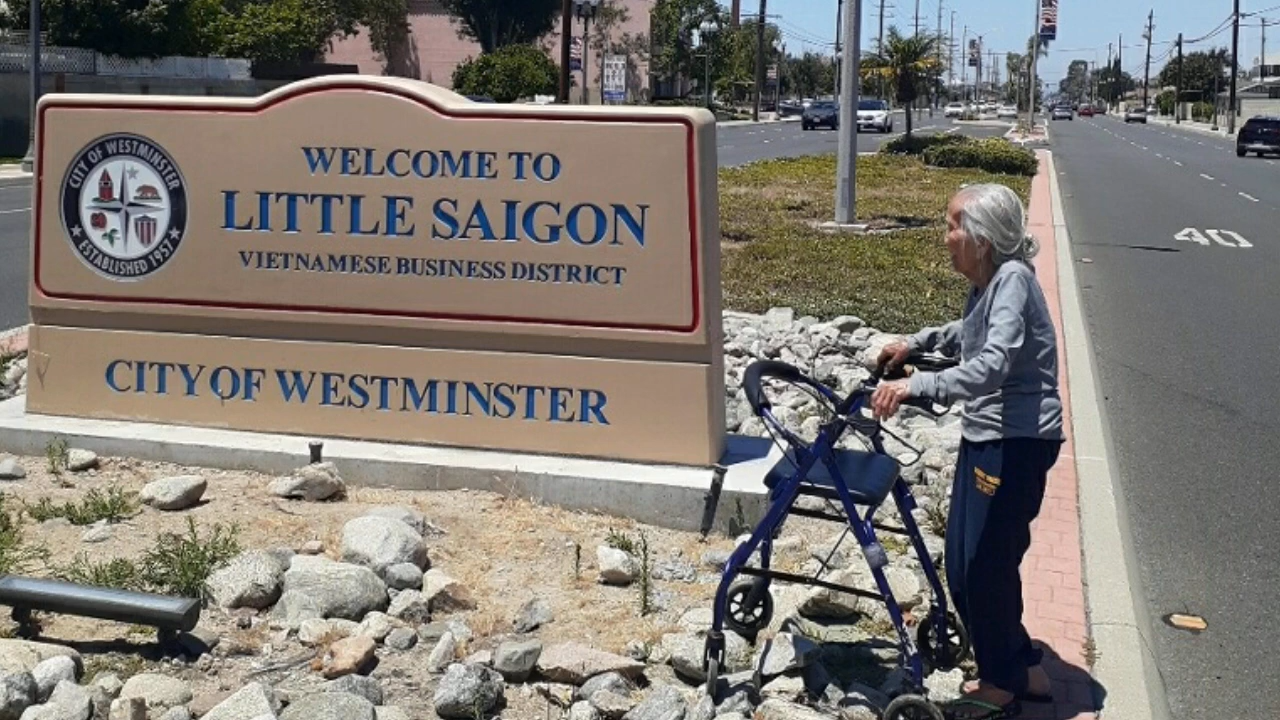 CITY OF WESTMINSTER
ESTABLISHED 1957
WELCOME TO
LITTLE SAIGON
VIETNAMESE BUSINESS DISTRICT
CITY OF WESTMINSTER
40